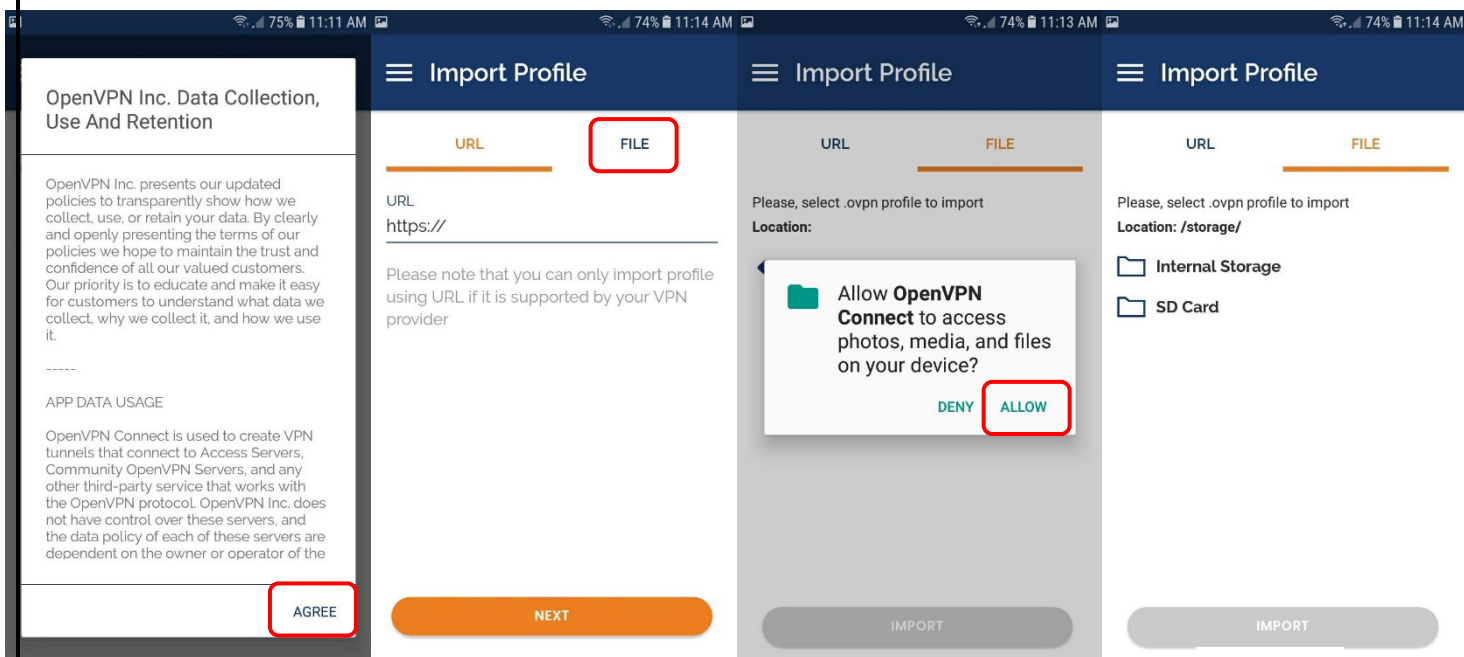 75% 11:11 AM
OpenVPN Inc. Data Collection,
Use And Retention
OpenVPN Inc. presents our updated
policies to transparently show how we
collect, use, or retain your data. By clearly
and openly presenting the terms of our
policies we hope to maintain the trust and
confidence of all our valued customers.
Our priority is to educate and make it easy
for customers to understand what data we
collect, why we collect it, and how we use
it.
-----
APP DATA USAGE
OpenVPN Connect is used to create VPN
tunnels that connect to Access Servers,
Community OpenVPN Servers, and any
other third-party service that works with
the OpenVPN protocol. OpenVPN Inc. does
not have control over these servers, and
the data policy of each of these servers are
dependent on the owner or operator of the
AGREE
74% 11:14 AM
Import Profile
URL FILE
URL
https://
Please note that you can only import profile
using URL if it is supported by your VPN
provider
NEXT
74% 11:13 AM
Import Profile
URL FILE
Please, select .ovpn profile to import
Location:
Allow OpenVPN
Connect to access
photos, media, and files
on your device?
DENY ALLOW
IMPORT
74% 11:14 AM
Import Profile
URL FILE
Please, select .ovpn profile to import
Location: /storage/
Internal Storage
SD Card
IMPORT